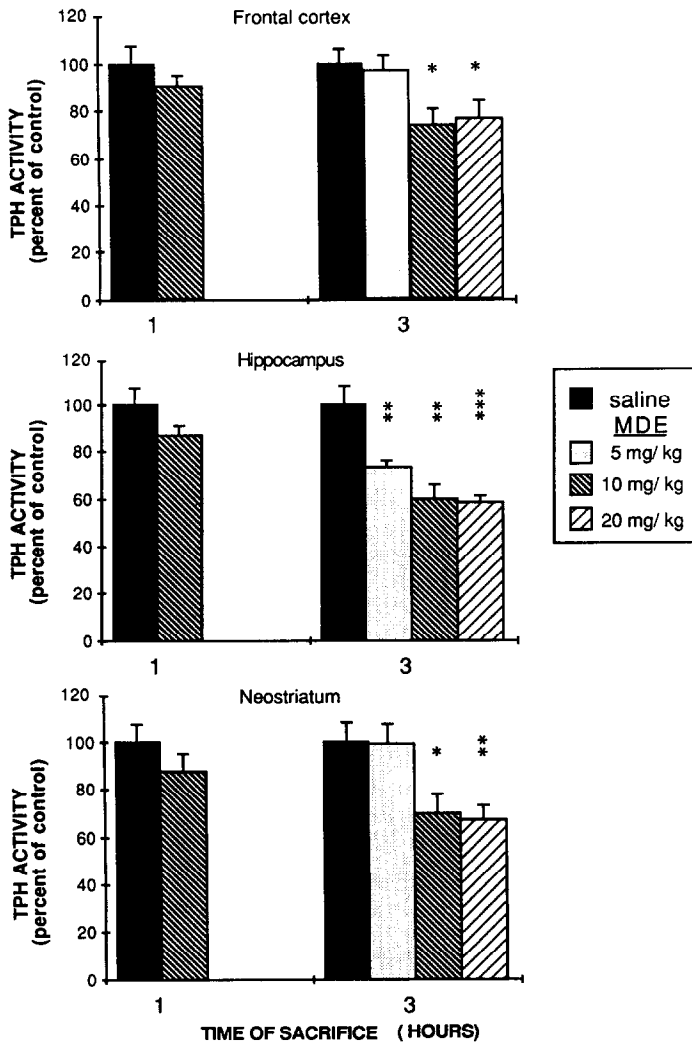 Frontal cortex
120
100
80
60
40
20
0
TPH ACTIVITY
(percent of control)
*
*
1
3
Hippocampus
120
100
80
60
40
20
0
TPH ACTIVITY
(percent of control)
**
**
***
1
3
saline
MDE
5 mg/ kg
10 mg/ kg
20 mg/ kg
Neostriatum
120
100
80
60
40
20
0
TPH ACTIVITY
(percent of control)
*
**
1
3
TIME OF SACRIFICE ( HOURS)